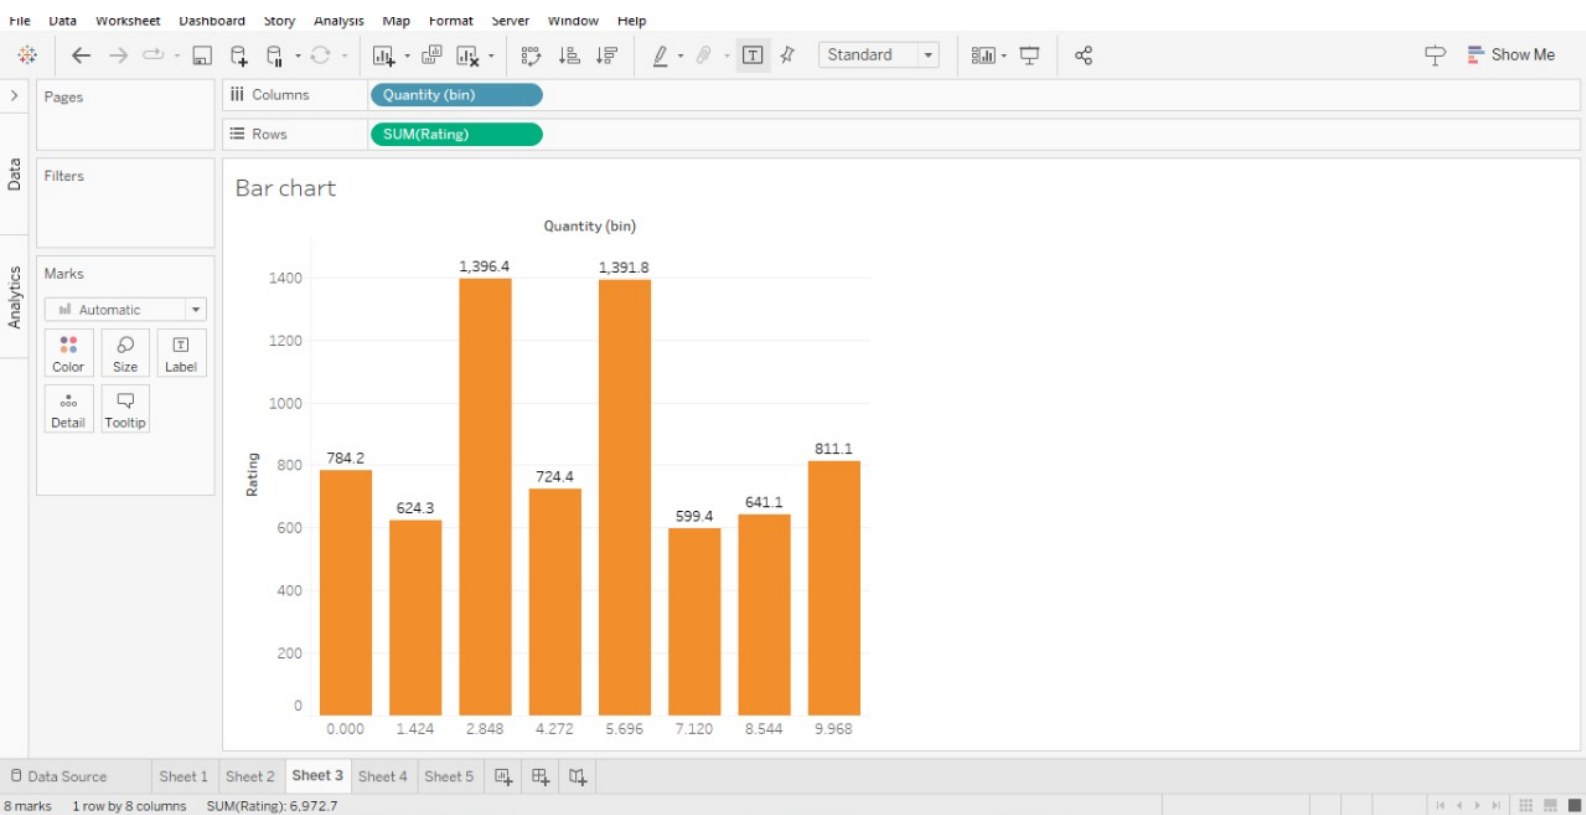 File Data Worksheet Dashboard Story Analysis Map Format Server Window Help
Standard
Show Me
Pages
iii Columns Quantity (bin)
Rows SUM(Rating)
Data
Filters
Bar chart
Quantity (bin)
Analytics
Marks
Automatic
Color Size Label
Detail Tooltip
Rating
1400
1200
1000
800
600
400
200
0
784.2
624.3
1,396.4
724.4
1,391.8
599.4
641.1
811.1
0.000 1.424 2.848 4.272 5.696 7.120 8.544 9.968
Data Source Sheet 1 Sheet 2 Sheet 3 Sheet 4 Sheet 5
8 marks 1 row by 8 columns SUM(Rating): 6,972.7